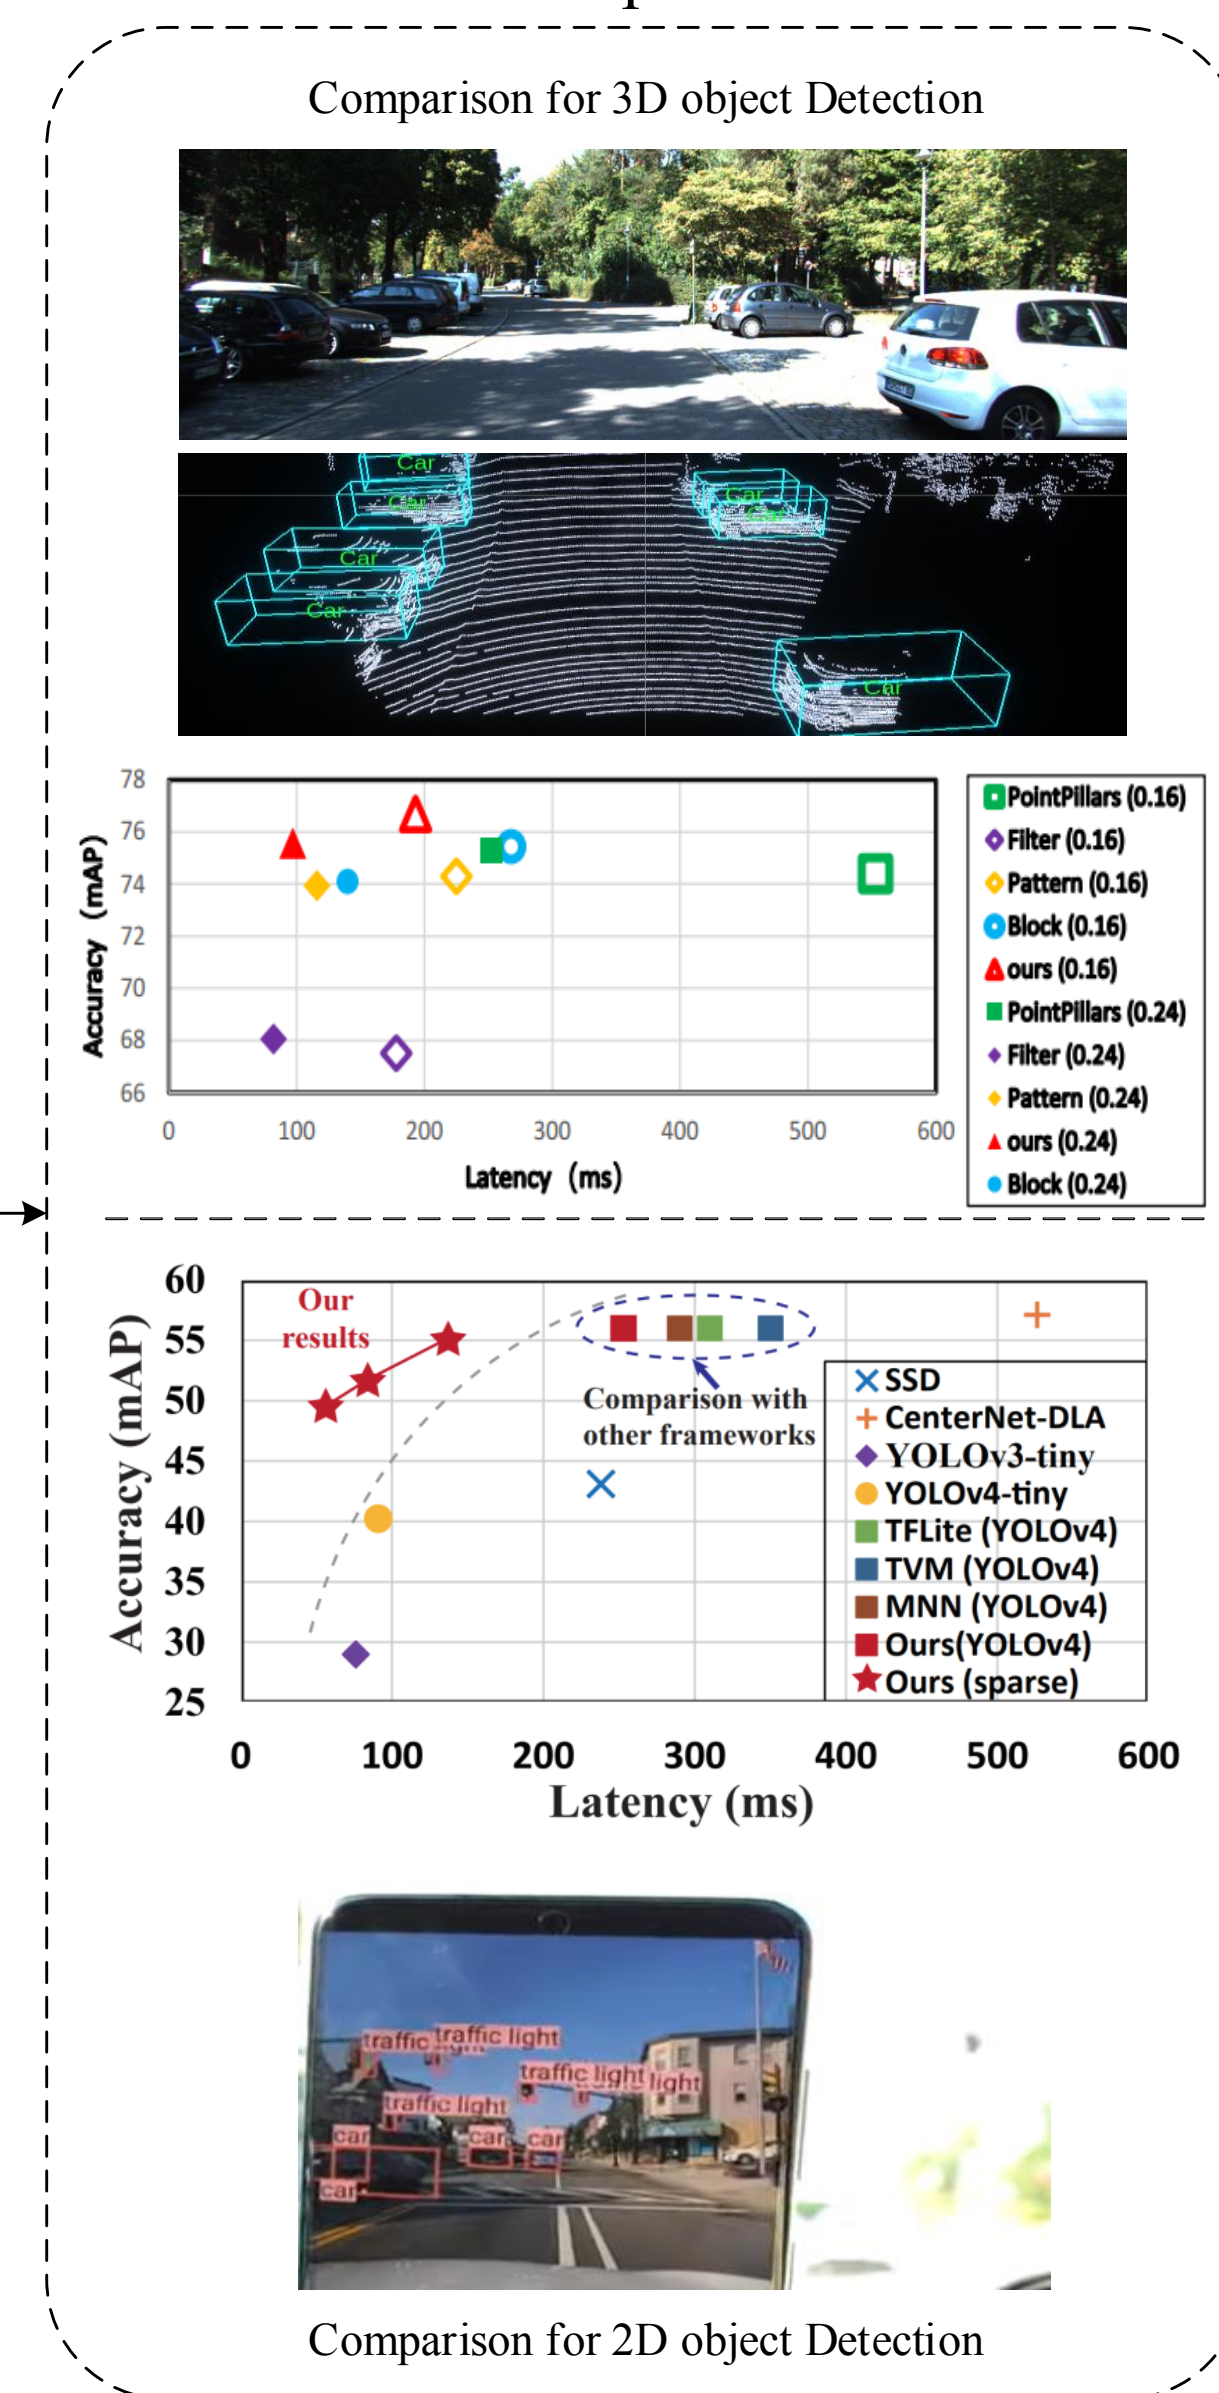 Comparison for 3D object Detection
Car
Car
Car
Car
Car
Car
Car
78
76
74
72
70
68
66
Accuracy (mAP)
0 100 200 300 400 500 600
Latency (ms)
PointPillars (0.16)
Filter (0.16)
Pattern (0.16)
Block (0.16)
ours (0.16)
PointPillars (0.24)
Filter (0.24)
Pattern (0.24)
ours (0.24)
Block (0.24)
60
55
50
45
40
35
30
25
Accuracy (mAP)
Our
results
Comparison with
other frameworks
SSD
CenterNet-DLA
YOLOv3-tiny
YOLOv4-tiny
TFLite (YOLOv4)
TVM (YOLOv4)
MNN (YOLOv4)
Ours(YOLOv4)
Ours (sparse)
0 100 200 300 400 500 600
Latency (ms)
traffic
traffic light
traffic light
light
traffic light
car
car
car
car
Comparison for 2D object Detection